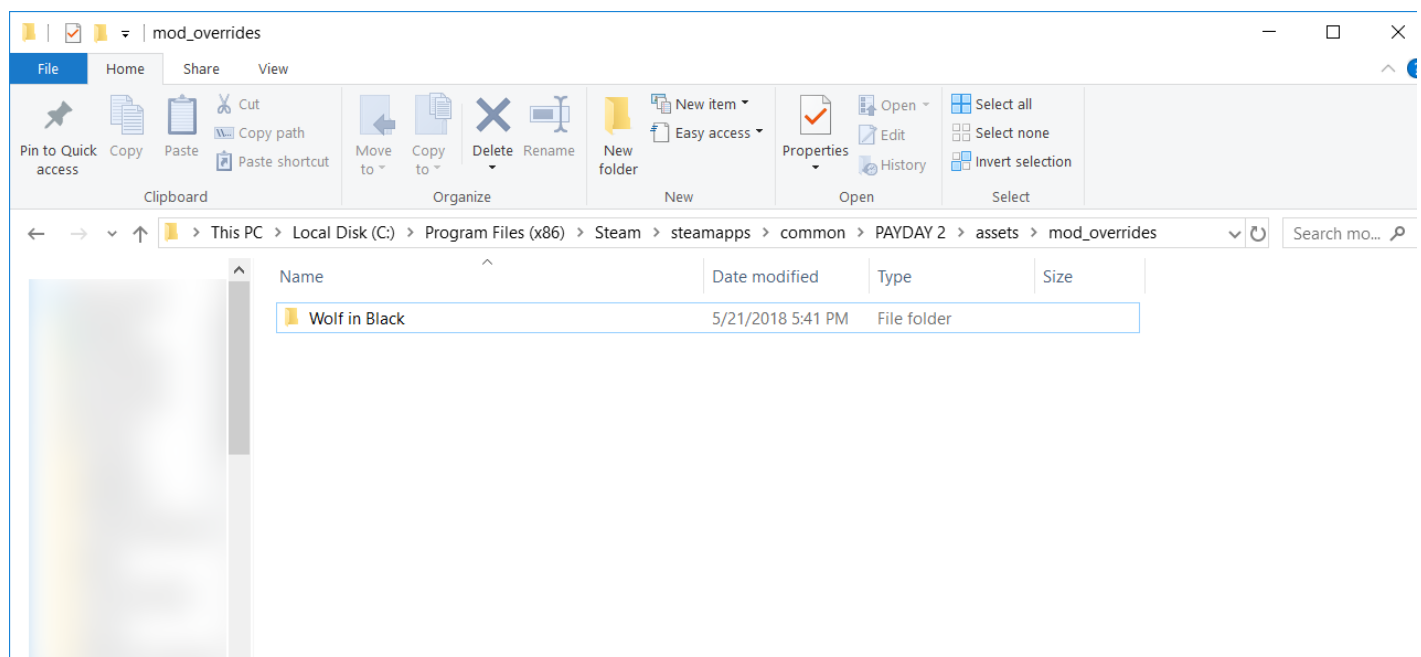 mod_overrides
File Home Share View
Pin to Quick access
Copy
Paste
Cut
Copy path
Paste shortcut
Move to
Copy to
Delete
Rename
New folder
New item
Easy access
Properties
Open
Edit
History
Select all
Select none
Invert selection
Clipboard Organize New Open Select
This PC > Local Disk (C:) > Program Files (x86) > Steam > steamapps > common > PAYDAY 2 > assets > mod_overrides
Search mo...
Name Date modified Type Size
Wolf in Black 5/21/2018 5:41 PM File folder